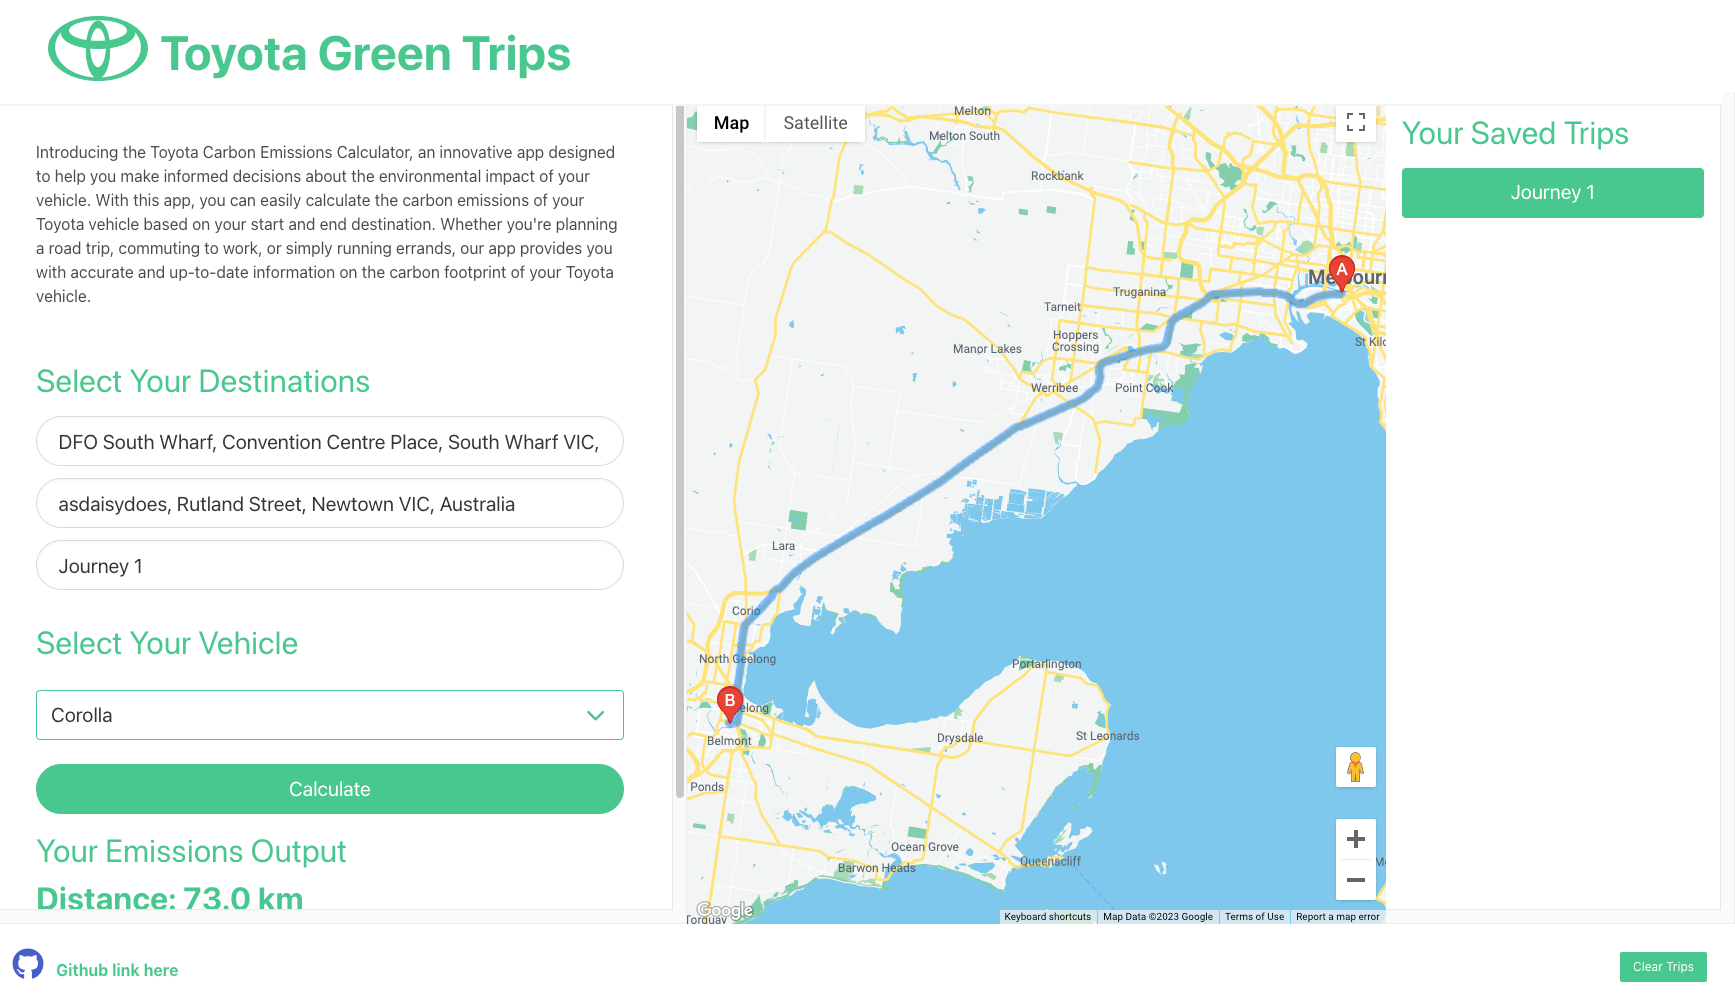 Toyota Green Trips
Introducing the Toyota Carbon Emissions Calculator, an innovative app designed
to help you make informed decisions about the environmental impact of your
vehicle. With this app, you can easily calculate the carbon emissions of your
Toyota vehicle based on your start and end destination. Whether you're planning
a road trip, commuting to work, or simply running errands, our app provides you
with accurate and up-to-date information on the carbon footprint of your Toyota
vehicle.
Select Your Destinations
DFO South Wharf, Convention Centre Place, South Wharf VIC,
asdaisydoes, Rutland Street, Newtown VIC, Australia
Journey 1
Select Your Vehicle
Corolla
Calculate
Your Emissions Output
Distance: 73.0 km
Map
Satellite
Melton
Melton South
Rockbank
A
Truganina
Tarneit
Hoppers
Crossing
Manor Lakes
Werribee
Point Cook
Lara
Corio
North Geelong
B
Belmont
Portarlington
Drysdale
St Leonards
Ponds
Ocean Grove
Barwon Heads
Queenscliff
Google
Keyboard shortcuts
Map Data ©2023 Google
Terms of Use
Report a map error
Your Saved Trips
Journey 1
Github link here
Clear Trips